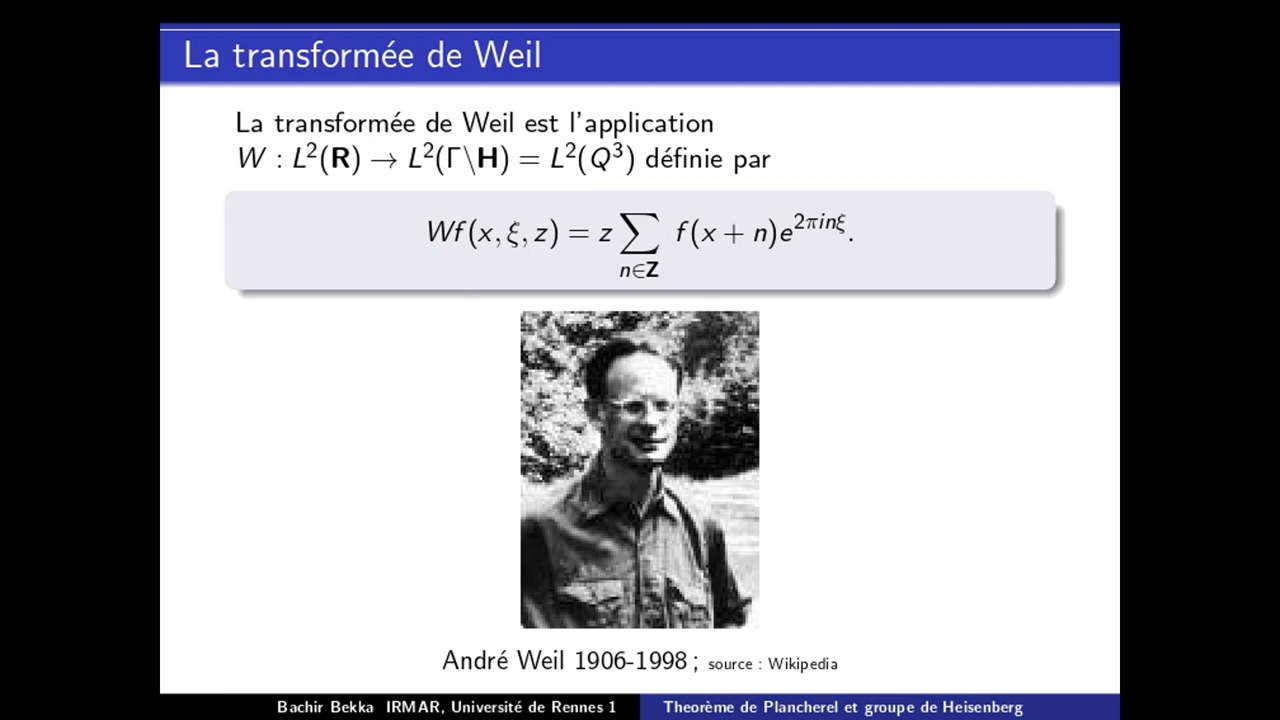 La transformée de Weil
La transformée de Weil est l'application
W : L²(R) → L²(Γ\H) = L²(Q³) définie par
Wf(x, ξ, z) = z ∑ f(x + n)e^{2πinξ}.
n∈Z
André Weil 1906-1998 ; source : Wikipedia
Bachir Bekka IRMAR, Université de Rennes 1
Theorème de Plancherel et groupe de Heisenberg